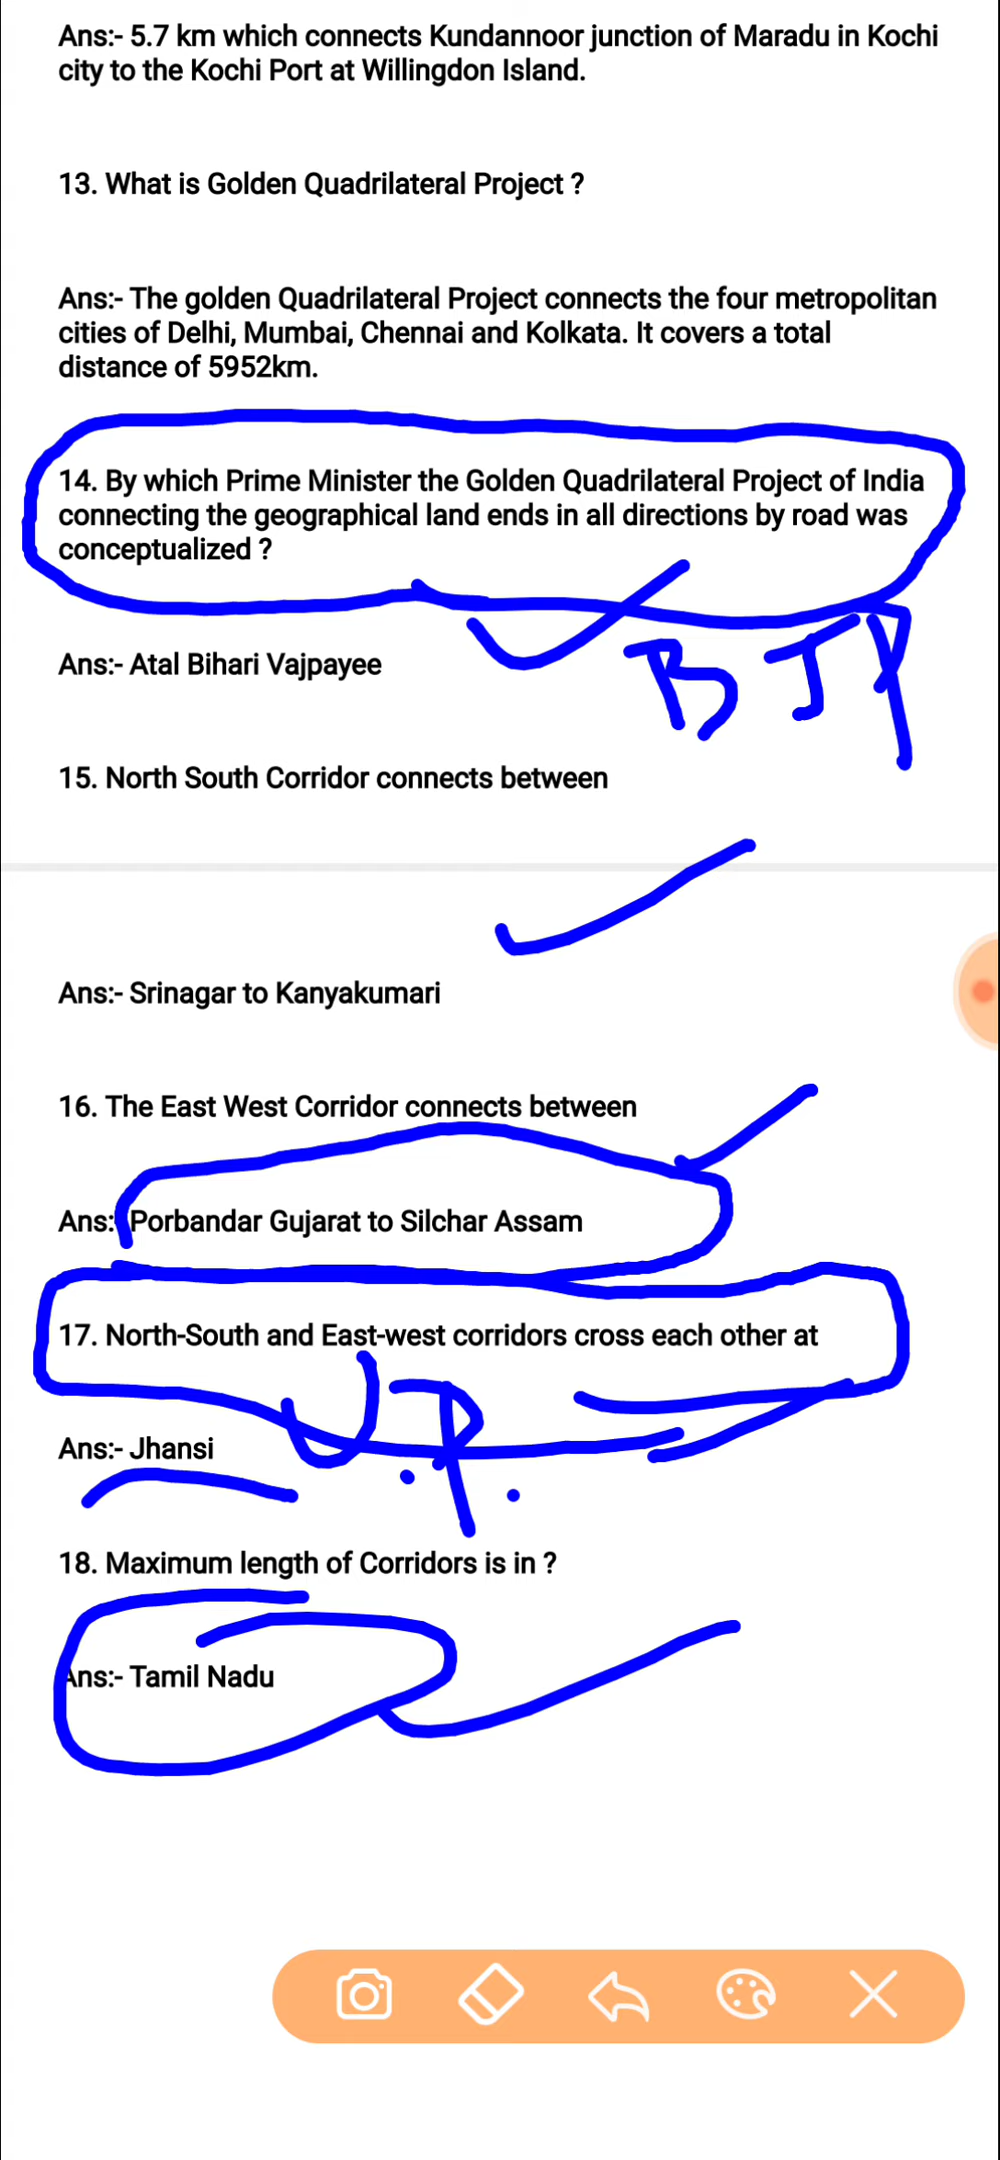 Ans:- 5.7 km which connects Kundannoor junction of Maradu in Kochi
city to the Kochi Port at Willingdon Island.
13. What is Golden Quadrilateral Project ?
Ans:- The golden Quadrilateral Project connects the four metropolitan
cities of Delhi, Mumbai, Chennai and Kolkata. It covers a total
distance of 5952km.
14. By which Prime Minister the Golden Quadrilateral Project of India
connecting the geographical land ends in all directions by road was
conceptualized ?
Ans:- Atal Bihari Vajpayee
BJP
15. North South Corridor connects between
Ans:- Srinagar to Kanyakumari
16. The East West Corridor connects between
Ans:- Porbandar Gujarat to Silchar Assam
17. North-South and East-west corridors cross each other at
U.P.
Ans:- Jhansi
18. Maximum length of Corridors is in ?
Ans:- Tamil Nadu